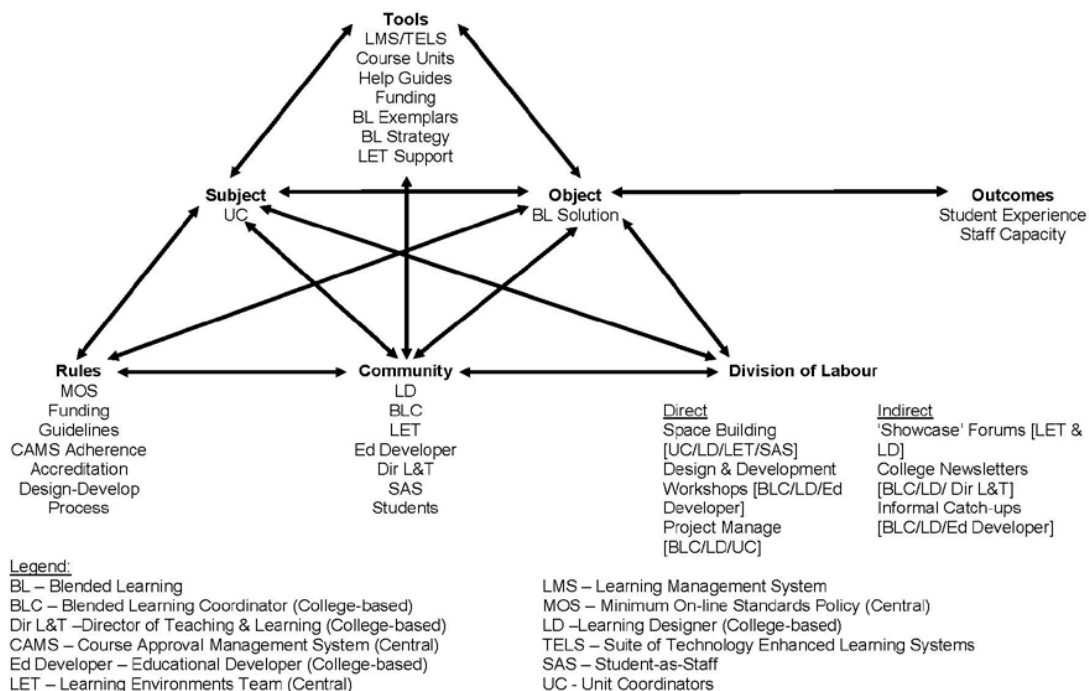 Tools
LMS/TELS
Course Units
Help Guides
Funding
BL Exemplars
BL Strategy
LET Support
Subject
UC
Object
BL Solution
Outcomes
Student Experience
Staff Capacity
Rules
MOS
Funding
Guidelines
CAMS Adherence
Accreditation
Design-Develop
Process
Community
LD
BLC
LET
Ed Developer
Dir L&T
SAS
Students
Division of Labour
Direct
Space Building
[UC/LD/LET/SAS]
Design & Development
Workshops [BLC/LD/Ed
Developer]
Project Manage
[BLC/LD/UC]
Indirect
‘Showcase’ Forums [LET &
LD]
College Newsletters
[BLC/LD/ Dir L&T]
Informal Catch-ups
[BLC/LD/Ed Developer]
Legend:
BL – Blended Learning
BLC – Blended Learning Coordinator (College-based)
Dir L&T –Director of Teaching & Learning (College-based)
CAMS – Course Approval Management System (Central)
Ed Developer – Educational Developer (College-based)
LET – Learning Environments Team (Central)
LMS – Learning Management System
MOS – Minimum On-line Standards Policy (Central)
LD –Learning Designer (College-based)
TELS – Suite of Technology Enhanced Learning Systems
SAS – Student-as-Staff
UC - Unit Coordinators